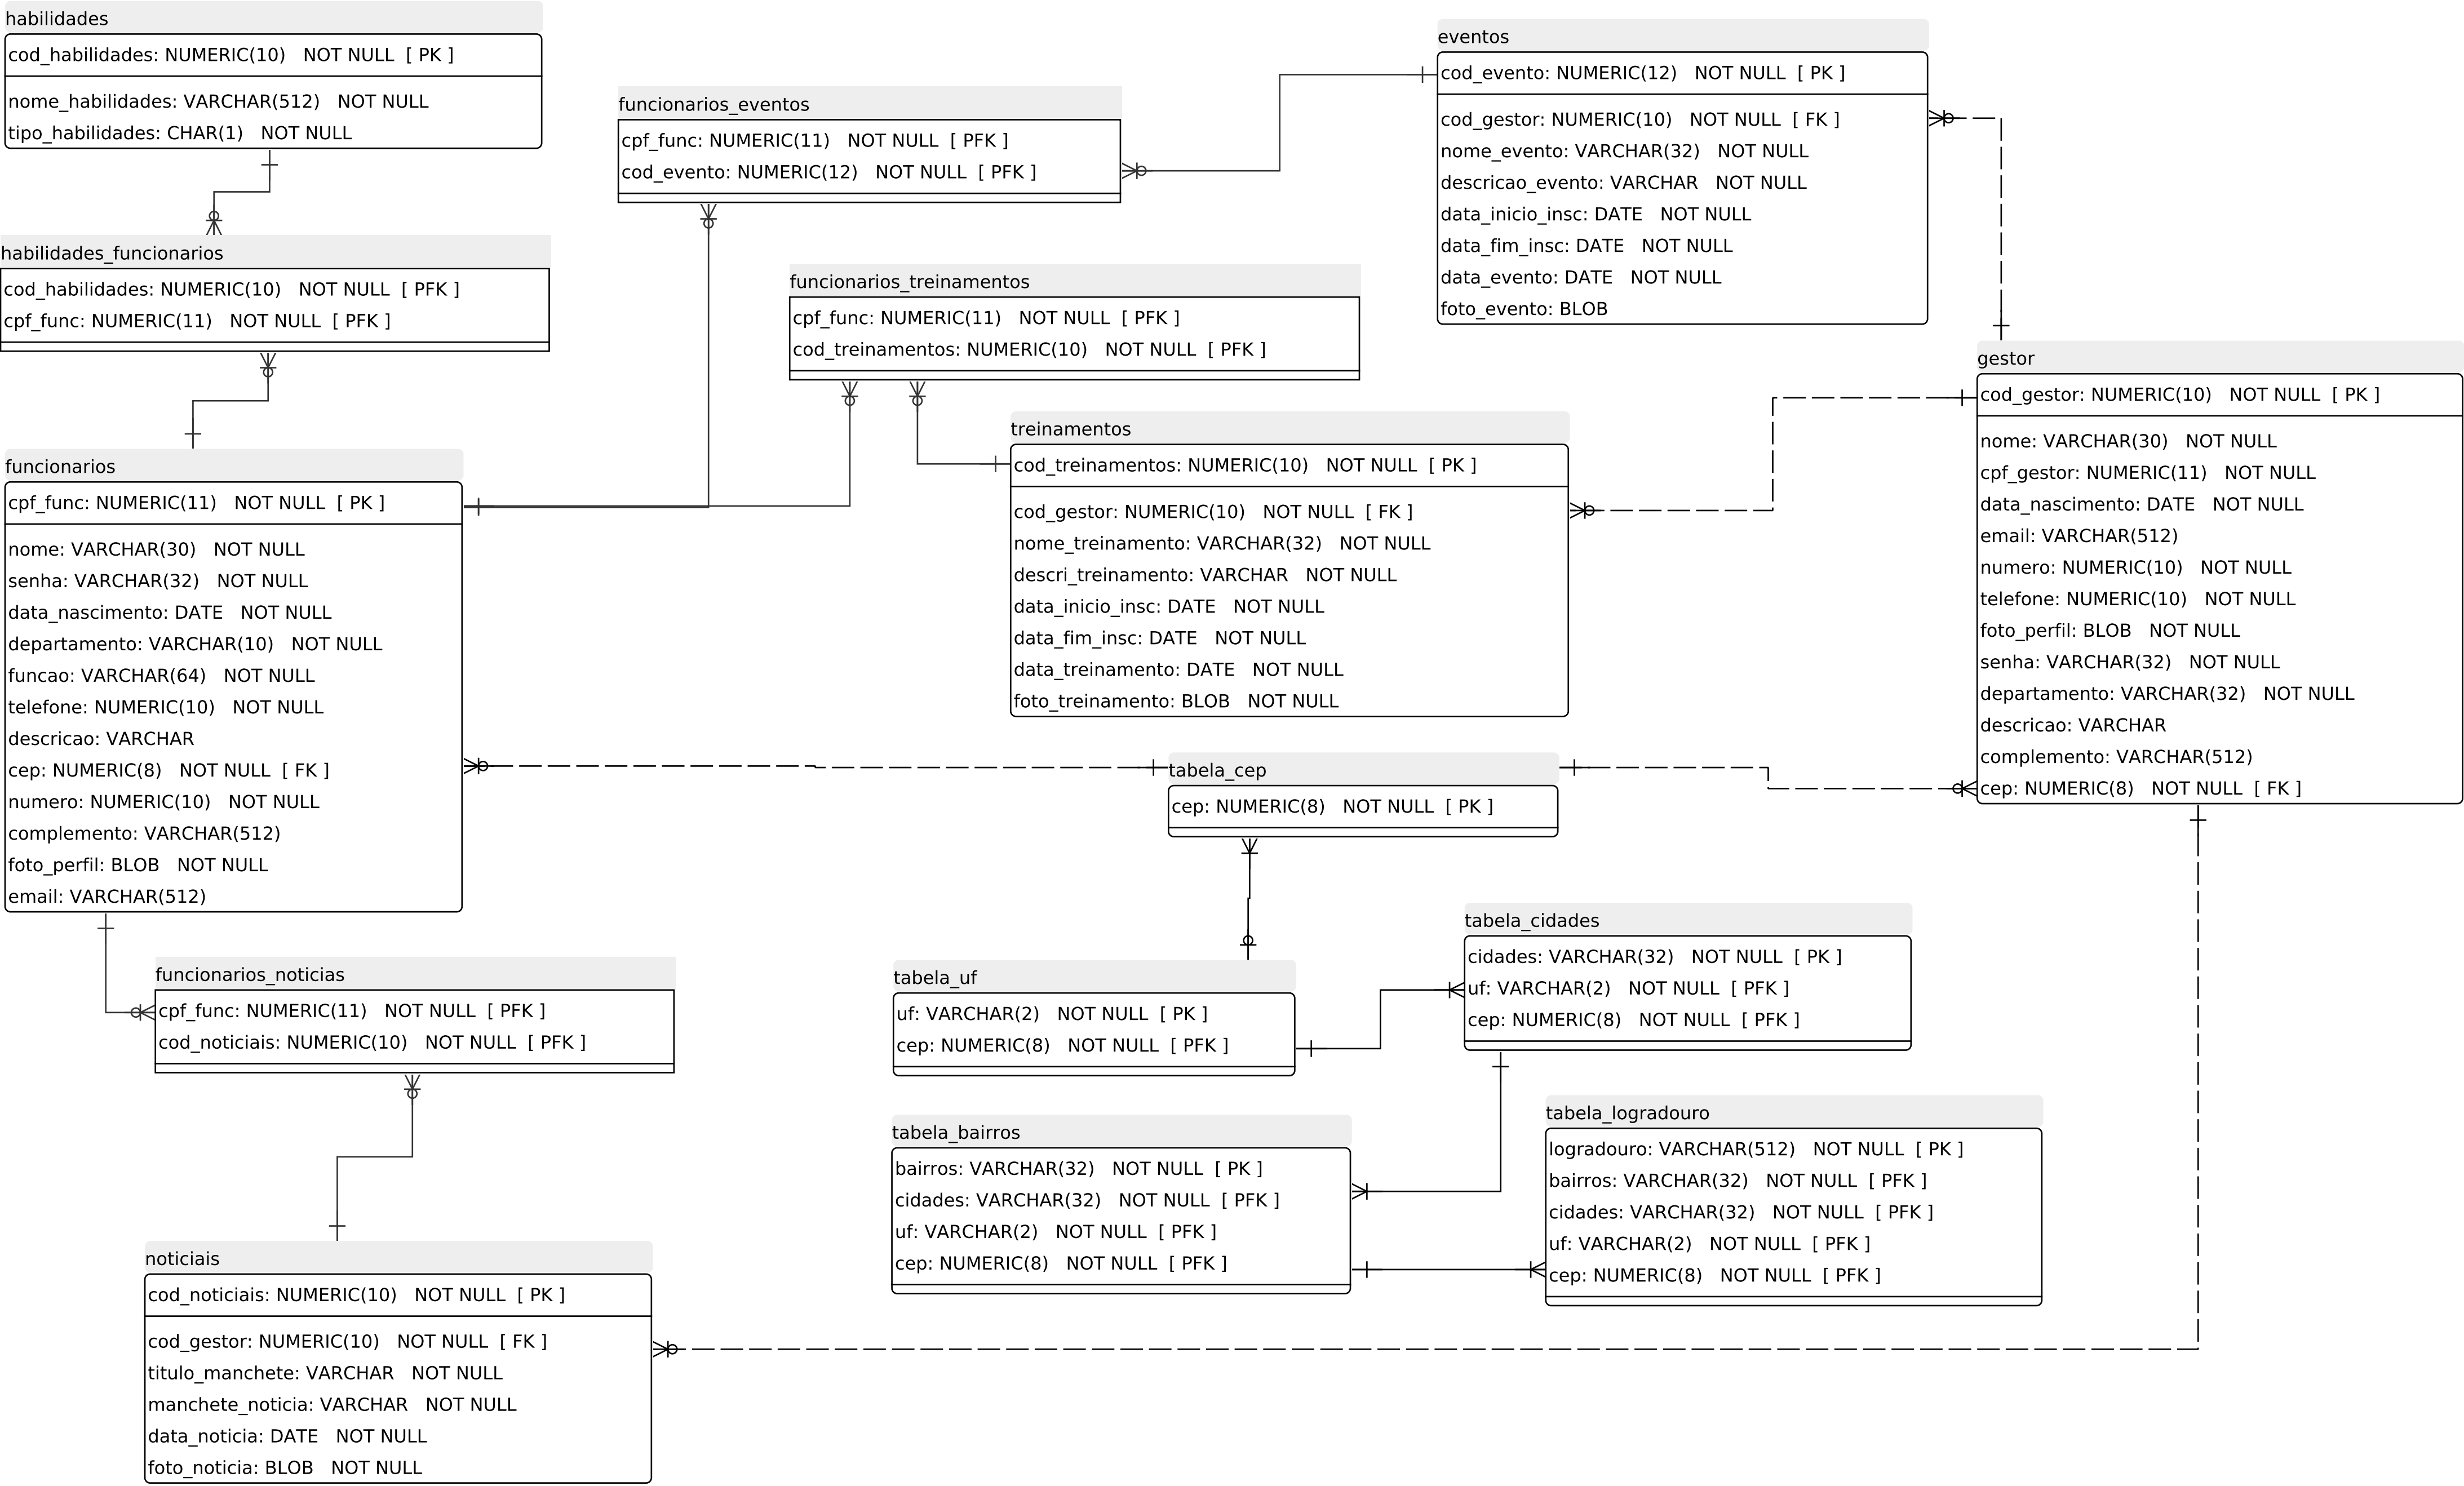 habilidades
cod_habilidades: NUMERIC(10) NOT NULL [ PK ]
nome_habilidades: VARCHAR(512) NOT NULL
tipo_habilidades: CHAR(1) NOT NULL
habilidades_funcionarios
cod_habilidades: NUMERIC(10) NOT NULL [ PFK ]
cpf_func: NUMERIC(11) NOT NULL [ PFK ]
funcionarios
cpf_func: NUMERIC(11) NOT NULL [ PK ]
nome: VARCHAR(30) NOT NULL
senha: VARCHAR(32) NOT NULL
data_nascimento: DATE NOT NULL
departamento: VARCHAR(10) NOT NULL
funcao: VARCHAR(64) NOT NULL
telefone: NUMERIC(10) NOT NULL
descricao: VARCHAR
cep: NUMERIC(8) NOT NULL [ FK ]
numero: NUMERIC(10) NOT NULL
complemento: VARCHAR(512)
foto_perfil: BLOB NOT NULL
email: VARCHAR(512)
funcionarios_noticias
cpf_func: NUMERIC(11) NOT NULL [ PFK ]
cod_noticiais: NUMERIC(10) NOT NULL [ PFK ]
noticiais
cod_noticiais: NUMERIC(10) NOT NULL [ PK ]
cod_gestor: NUMERIC(10) NOT NULL [ FK ]
titulo_manchete: VARCHAR NOT NULL
manchete_noticia: VARCHAR NOT NULL
data_noticia: DATE NOT NULL
foto_noticia: BLOB NOT NULL
funcionarios_eventos
cpf_func: NUMERIC(11) NOT NULL [ PFK ]
cod_evento: NUMERIC(12) NOT NULL [ PFK ]
funcionarios_treinamentos
cpf_func: NUMERIC(11) NOT NULL [ PFK ]
cod_treinamentos: NUMERIC(10) NOT NULL [ PFK ]
treinamentos
cod_treinamentos: NUMERIC(10) NOT NULL [ PK ]
cod_gestor: NUMERIC(10) NOT NULL [ FK ]
nome_treinamento: VARCHAR(32) NOT NULL
descri_treinamento: VARCHAR NOT NULL
data_inicio_insc: DATE NOT NULL
data_fim_insc: DATE NOT NULL
data_treinamento: DATE NOT NULL
foto_treinamento: BLOB NOT NULL
tabela_cep
cep: NUMERIC(8) NOT NULL [ PK ]
tabela_uf
uf: VARCHAR(2) NOT NULL [ PK ]
cep: NUMERIC(8) NOT NULL [ PFK ]
tabela_bairros
bairros: VARCHAR(32) NOT NULL [ PK ]
cidades: VARCHAR(32) NOT NULL [ PFK ]
uf: VARCHAR(2) NOT NULL [ PFK ]
cep: NUMERIC(8) NOT NULL [ PFK ]
eventos
cod_evento: NUMERIC(12) NOT NULL [ PK ]
cod_gestor: NUMERIC(10) NOT NULL [ FK ]
nome_evento: VARCHAR(32) NOT NULL
descricao_evento: VARCHAR NOT NULL
data_inicio_insc: DATE NOT NULL
data_fim_insc: DATE NOT NULL
data_evento: DATE NOT NULL
foto_evento: BLOB
tabela_cidades
cidades: VARCHAR(32) NOT NULL [ PK ]
uf: VARCHAR(2) NOT NULL [ PFK ]
cep: NUMERIC(8) NOT NULL [ PFK ]
tabela_logradouro
logradouro: VARCHAR(512) NOT NULL [ PK ]
bairros: VARCHAR(32) NOT NULL [ PFK ]
cidades: VARCHAR(32) NOT NULL [ PFK ]
uf: VARCHAR(2) NOT NULL [ PFK ]
cep: NUMERIC(8) NOT NULL [ PFK ]
gestor
cod_gestor: NUMERIC(10) NOT NULL [ PK ]
nome: VARCHAR(30) NOT NULL
cpf_gestor: NUMERIC(11) NOT NULL
data_nascimento: DATE NOT NULL
email: VARCHAR(512)
numero: NUMERIC(10) NOT NULL
telefone: NUMERIC(10) NOT NULL
foto_perfil: BLOB NOT NULL
senha: VARCHAR(32) NOT NULL
departamento: VARCHAR(32) NOT NULL
descricao: VARCHAR
complemento: VARCHAR(512)
cep: NUMERIC(8) NOT NULL [ FK ]